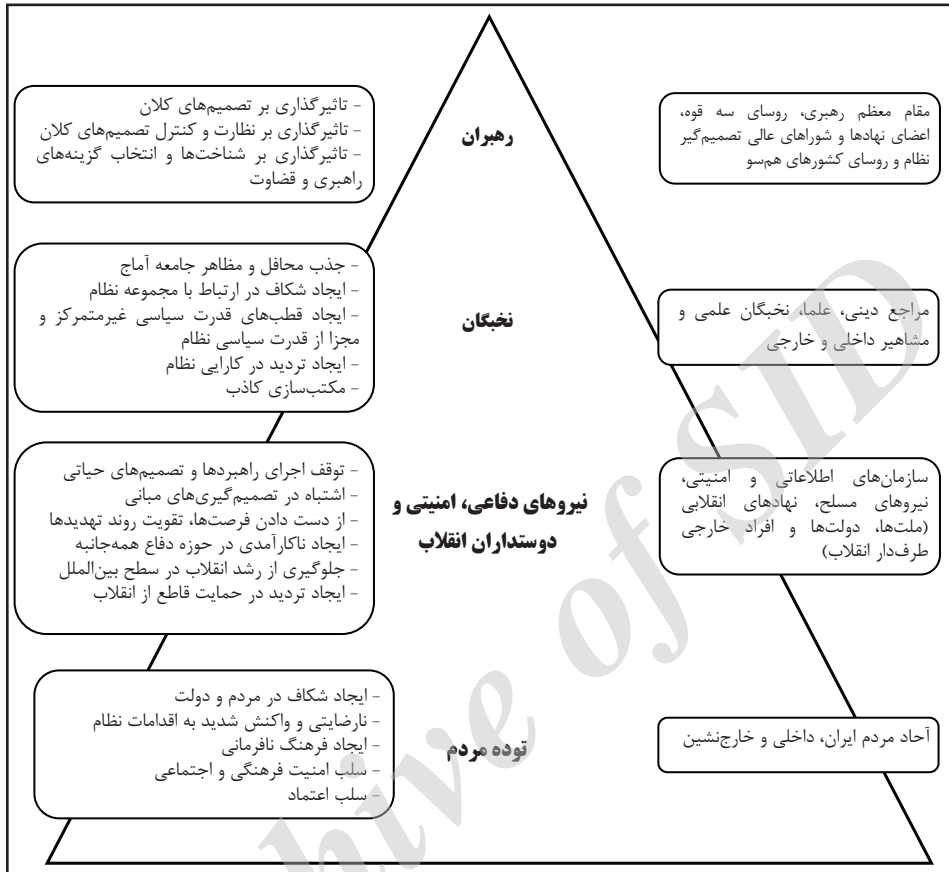 مقام معظم رهبری، روسای سه قوه،
اعضای نهادها و شوراهای عالی تصمیم‌گیر
نظام و روسای کشورهای هم‌سو
رهبران
- تاثیرگذاری بر تصمیم‌های کلان
- تاثیرگذاری بر نظارت و کنترل تصمیم‌های کلان
- تاثیرگذاری بر شناخت‌ها و انتخاب گزینه‌های
راهبری و قضاوت
مراجع دینی، علما، نخبگان علمی و
مشاهیر داخلی و خارجی
نخبگان
- جذب محافل و مظاهر جامعه آماج
- ایجاد شکاف در ارتباط با مجموعه نظام
- ایجاد قطب‌های قدرت سیاسی غیرمتمرکز و
مجزا از قدرت سیاسی نظام
- ایجاد تردید در کارایی نظام
- مکتب‌سازی کاذب
سازمان‌های اطلاعاتی و امنیتی،
نیروهای مسلح، نهادهای انقلابی
(ملت‌ها، دولت‌ها و افراد خارجی
طرف‌دار انقلاب)
نیروهای دفاعی، امنیتی و
دوستداران انقلاب
- توقف اجرای راهبردها و تصمیم‌های حیاتی
- اشتباه در تصمیم‌گیری‌های مبانی
- از دست دادن فرصت‌ها، تقویت روند تهدیدها
- ایجاد ناکارآمدی در حوزه دفاع همه‌جانبه
- جلوگیری از رشد انقلاب در سطح بین‌الملل
- ایجاد تردید در حمایت قاطع از انقلاب
آحاد مردم ایران، داخلی و خارج‌نشین
توده مردم
- ایجاد شکاف در مردم و دولت
- نارضایتی و واکنش شدید به اقدامات نظام
- ایجاد فرهنگ نافرمانی
- سلب امنیت فرهنگی و اجتماعی
- سلب اعتماد
hive of SID